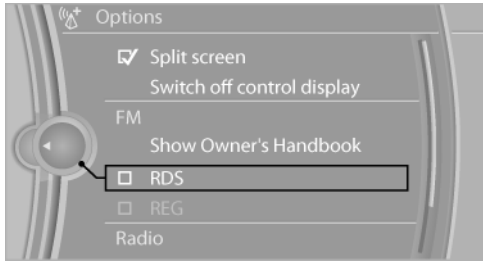 Options
Split screen
Switch off control display
FM
Show Owner's Handbook
RDS
REG
Radio